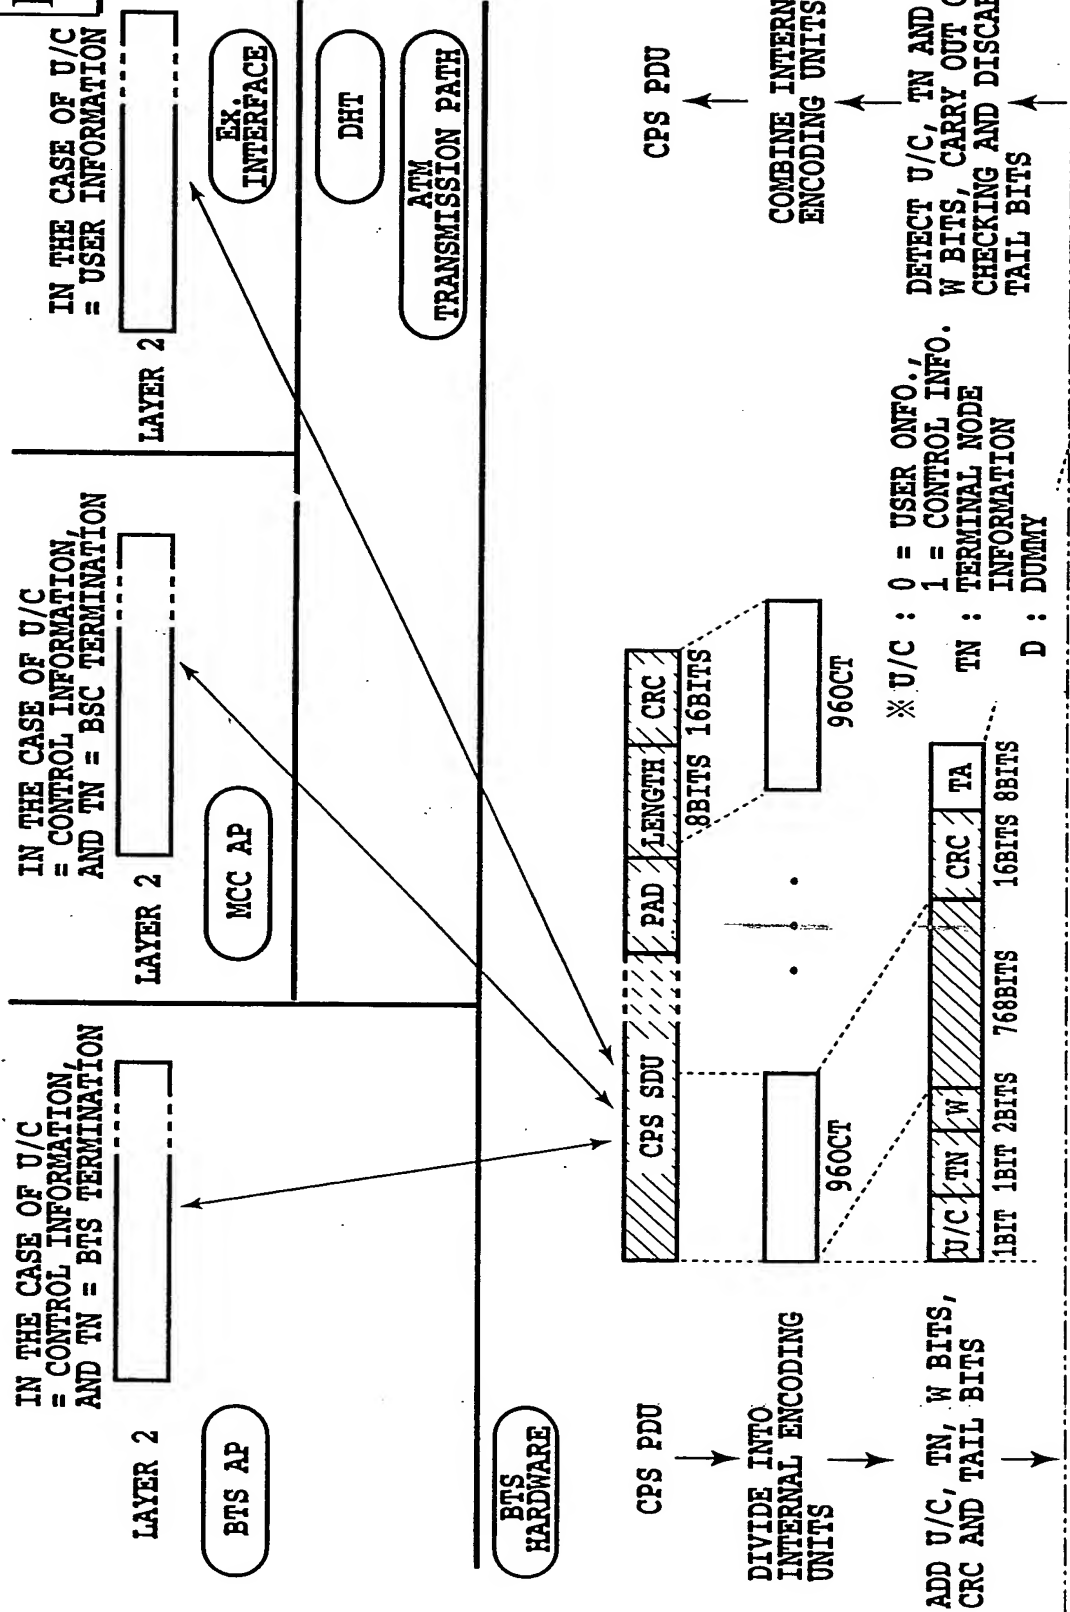 IN THE CASE OF U/C
= CONTROL INFORMATION,
AND TN = BTS TERMINATION
LAYER 2
BTS AP
IN THE CASE OF U/C
= CONTROL INFORMATION,
AND TN = BSC TERMINATION
LAYER 2
MCC AP
IN THE CASE OF U/C
= USER INFORMATION
LAYER 2
EX.
INTERFACE
DHT
ATM
TRANSMISSION PATH
BTS
HARDWARE
CPS PDU
DIVIDE INTO
INTERNAL ENCODING
UNITS
ADD U/C, TN, W BITS,
CRC AND TAIL BITS
CPS SDU
PAD
LENGTH
CRC
8BITS 16BITS
96OCT
96OCT
U/C TN W
CRC
TA
1BIT 1BIT 2BITS 768BITS 16BITS 8BITS
※ U/C : 0 = USER ONFO.,
1 = CONTROL INFO.
TN : TERMINAL NODE
INFORMATION
D : DUMMY
CPS PDU
COMBINE INTERN
ENCODING UNITS
DETECT U/C, TN AND
W BITS, CARRY OUT
CHECKING AND DISCA
TAIL BITS